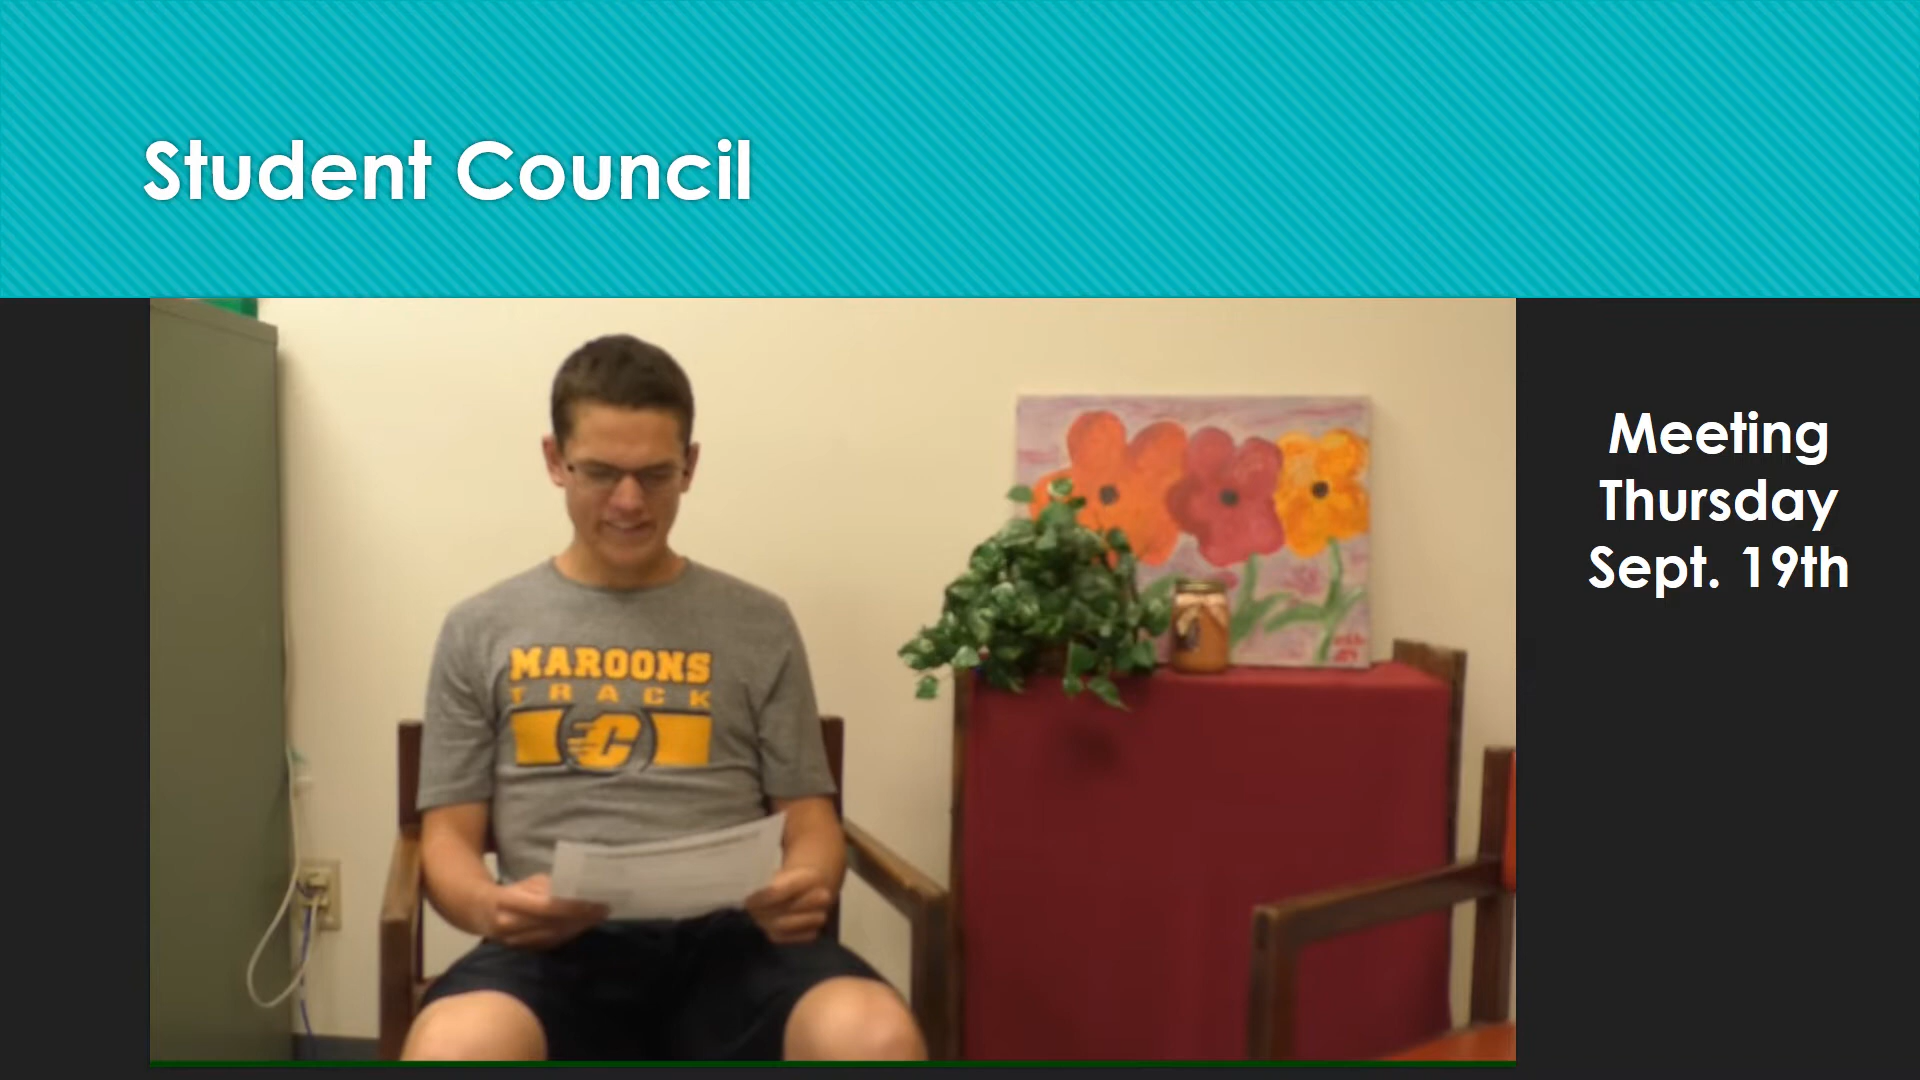 Student Council
Meeting
Thursday
Sept. 19th
MAROONS
TRACK
C